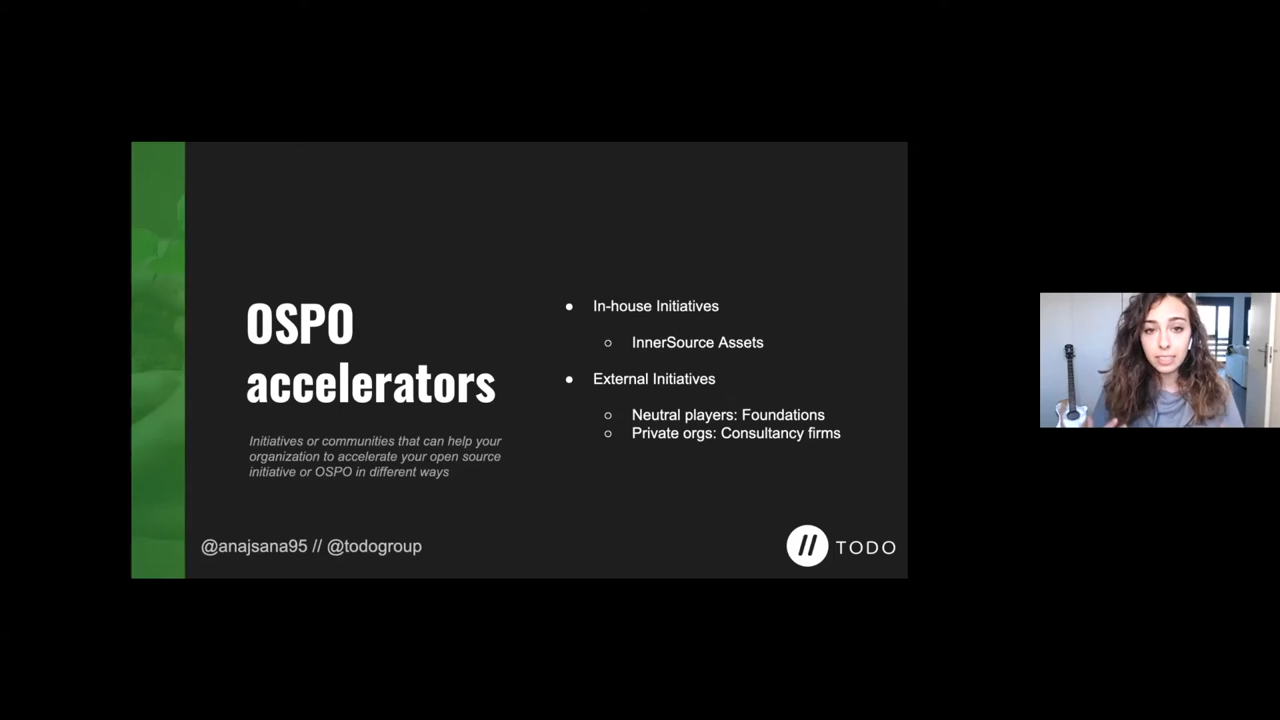 OSPO
accelerators
Initiatives or communities that can help your
organization to accelerate your open source
initiative or OSPO in different ways
● In-house Initiatives
○ InnerSource Assets
● External Initiatives
○ Neutral players: Foundations
○ Private orgs: Consultancy firms
@anajsana95 // @todogroup
// TODO